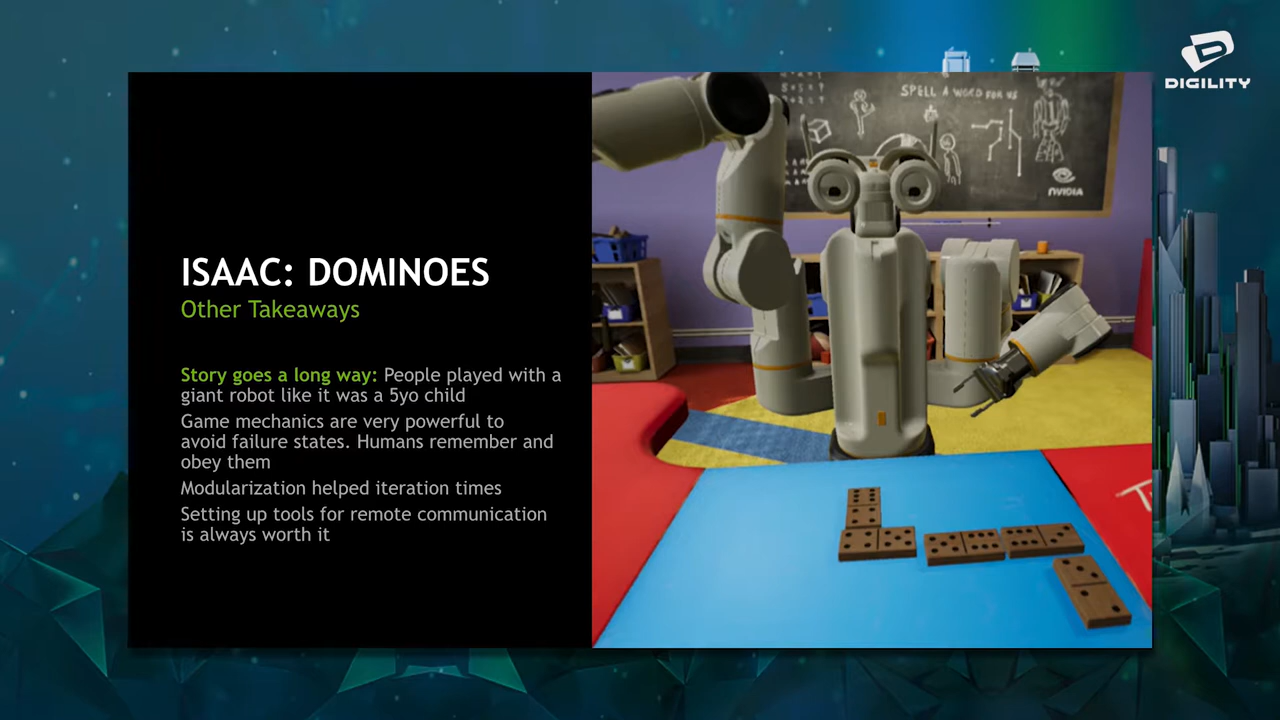 DIGILITY
SPELL A WORD FOR US
NVIDIA
ISAAC: DOMINOES
Other Takeaways
Story goes a long way: People played with a
giant robot like it was a 5yo child
Game mechanics are very powerful to
avoid failure states. Humans remember and
obey them
Modularization helped iteration times
Setting up tools for remote communication
is always worth it